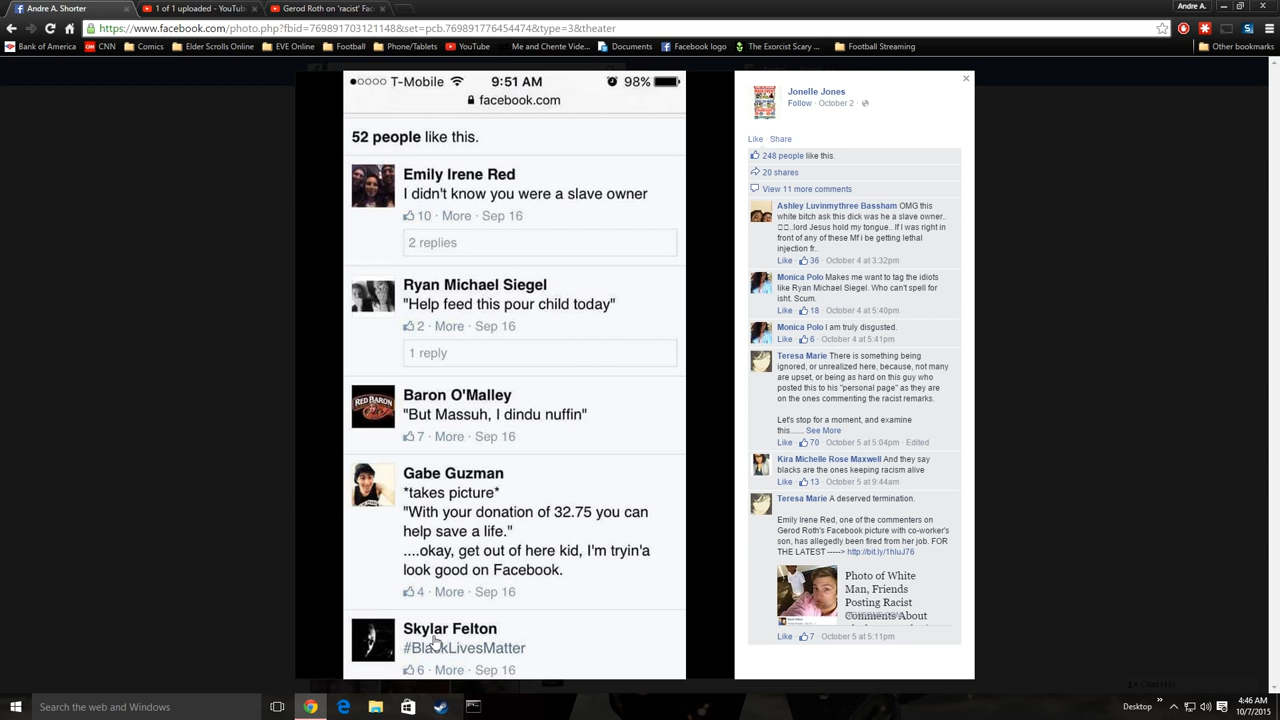 Andre A. Shorter
1 of 1 uploaded - YouTube
Gerod Roth on 'racist' Fac
Andre A.
https://www.facebook.com/photo.php?fbid=769891703121148&set=pcb.769891776454474&type=3&theater
Bank of America
CNN
Comics
Elder Scrolls Online
EVE Online
Football
Phone/Tablets
YouTube
Me and Chente Vide...
Documents
Facebook logo
The Exorcist Scary ...
Football Streaming
Other bookmarks
T-Mobile
9:51 AM
98%
facebook.com
52 people like this.
Emily Irene Red
I didn't know you were a slave owner
10 · More · Sep 16
2 replies
Ryan Michael Siegel
"Help feed this pour child today"
2 · More · Sep 16
1 reply
RED BARON
Baron O'Malley
"But Massuh, I dindu nuffin"
7 · More · Sep 16
Gabe Guzman
*takes picture*
"With your donation of 32.75 you can
help save a life."
....okay, get out of here kid, I'm tryin'a
look good on Facebook.
4 · More · Sep 16
Skylar Felton
#BlackLivesMatter
6 · More · Sep 16
Jonelle Jones
Follow · October 2 ·
Like · Share
248 people like this.
20 shares
View 11 more comments
Ashley Luvinmythree Bassham OMG this
white bitch ask this dick was he a slave owner..
..lord Jesus hold my tongue.. If I was right in
front of any of these Mf i be getting lethal
injection fr..
Like · 36 · October 4 at 3:32pm
Monica Polo Makes me want to tag the idiots
like Ryan Michael Siegel. Who can't spell for
isht. Scum.
Like · 18 · October 4 at 5:40pm
Monica Polo I am truly disgusted.
Like · 6 · October 4 at 5:41pm
Teresa Marie There is something being
ignored, or unrealized here, because, not many
are upset, or being as hard on this guy who
posted this to his "personal page" as they are
on the ones commenting the racist remarks.
Let's stop for a moment, and examine
this....... See More
Like · 70 · October 5 at 5:04pm · Edited
Kira Michelle Rose Maxwell And they say
blacks are the ones keeping racism alive
Like · 13 · October 5 at 9:44am
Teresa Marie A deserved termination.
Emily Irene Red, one of the commenters on
Gerod Roth's Facebook picture with co-worker's
son, has allegedly been fired from her job. FOR
THE LATEST -----> http://bit.ly/1hluJ76
Photo of White
Man, Friends
Posting Racist
Comments About
Like · 7 · October 5 at 5:11pm
Search the web and Windows
Desktop
4:46 AM
10/7/2015